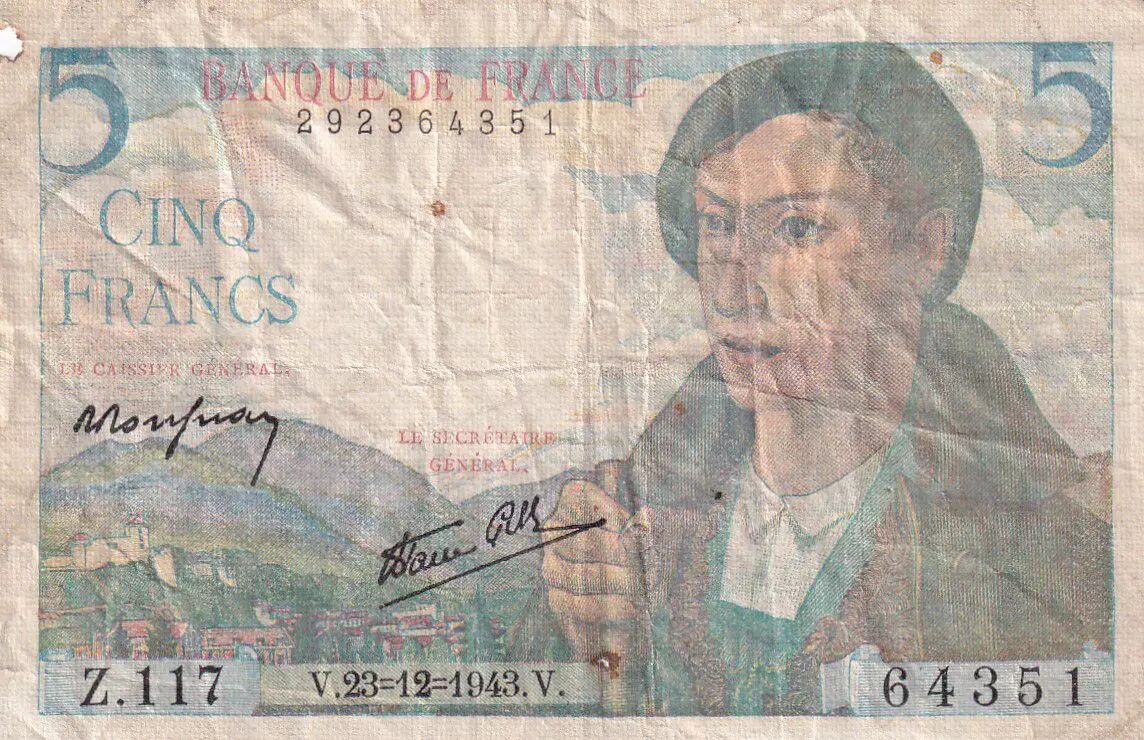 5 BANQUE DE FRANCE 5
292364351
CINQ
FRANCS
LE CAISSIER GÉNÉRAL.
LE SECRÉTAIRE
GÉNÉRAL.
Z.117 V.23=12=1943.V. 64351